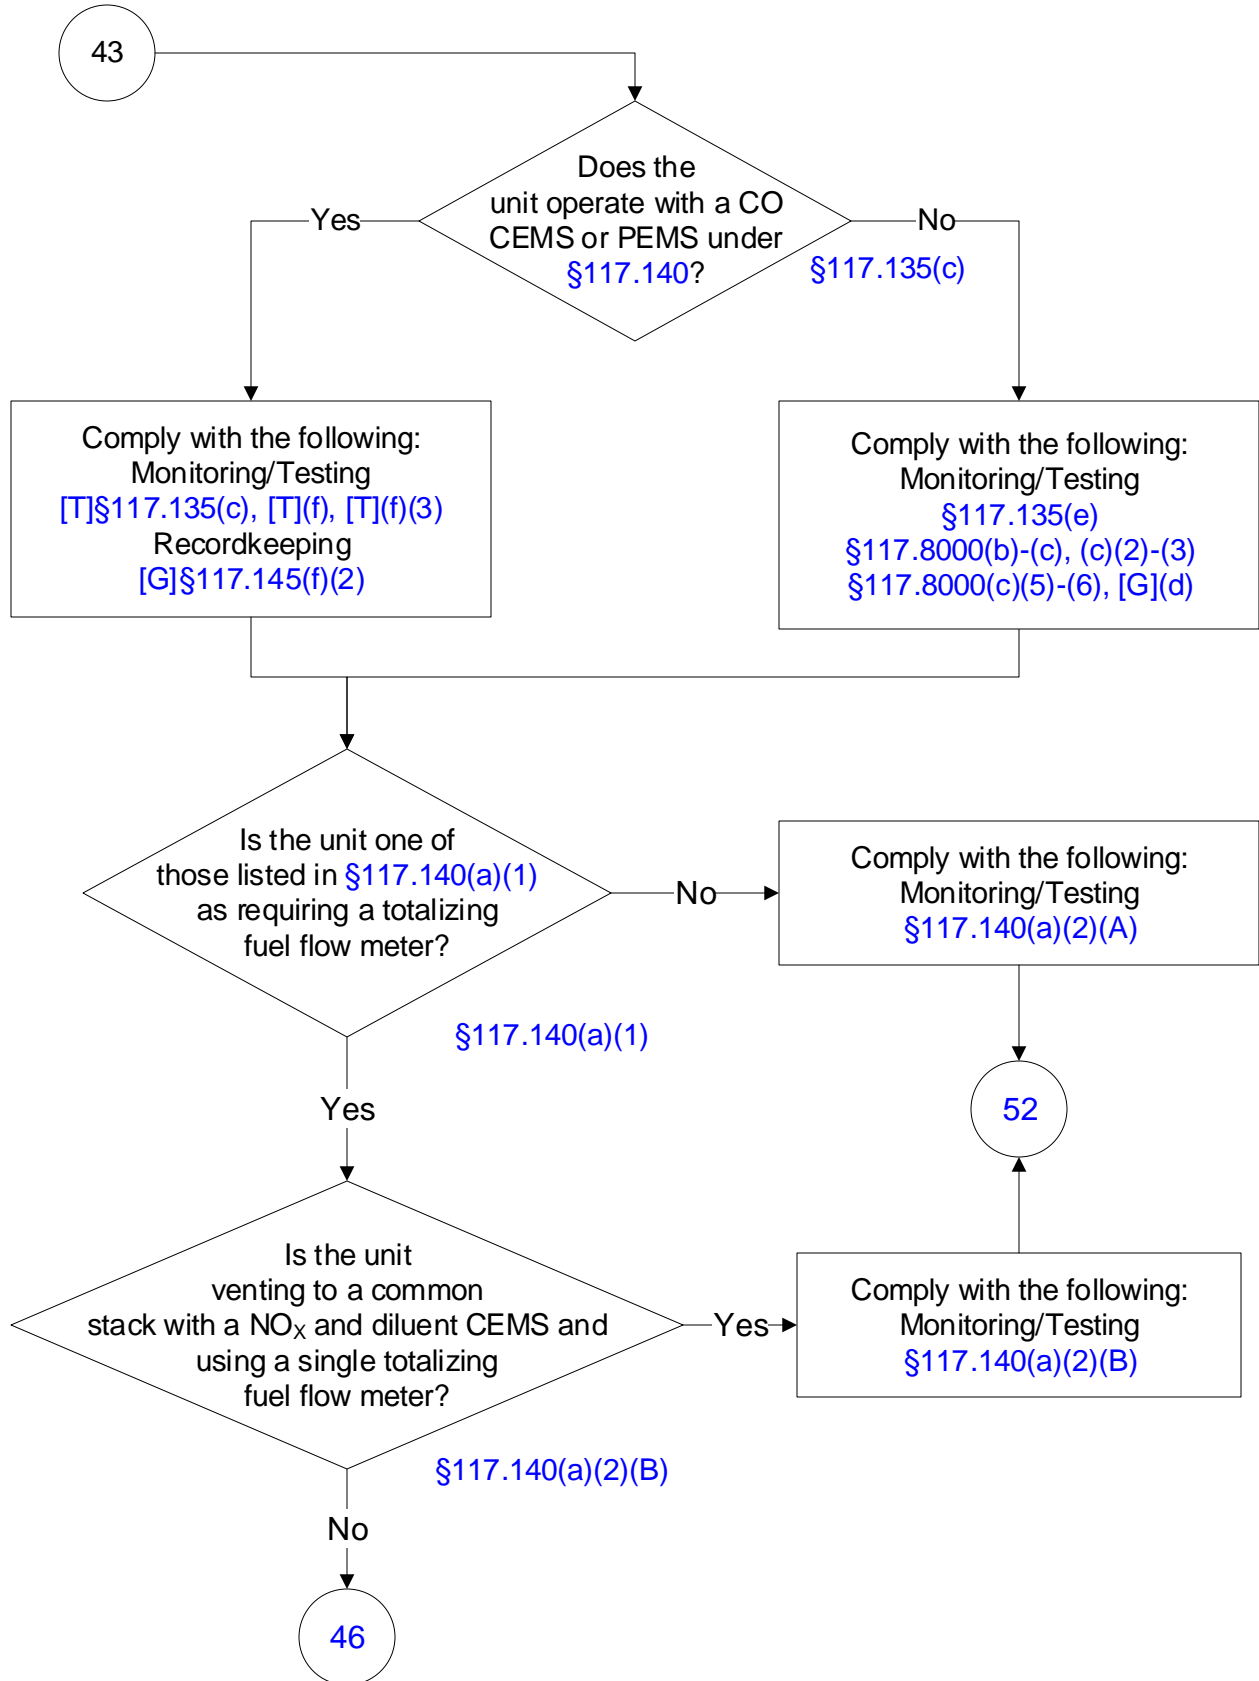 43
Does the
unit operate with a CO
CEMS or PEMS under
§117.140?
Yes
No
§117.135(c)
Comply with the following:
Monitoring/Testing
[T]§117.135(c), [T](f), [T](f)(3)
Recordkeeping
[G]§117.145(f)(2)
Comply with the following:
Monitoring/Testing
§117.135(e)
§117.8000(b)-(c), (c)(2)-(3)
§117.8000(c)(5)-(6), [G](d)
Is the unit one of
those listed in §117.140(a)(1)
as requiring a totalizing
fuel flow meter?
No
§117.140(a)(1)
Comply with the following:
Monitoring/Testing
§117.140(a)(2)(A)
52
Yes
Is the unit
venting to a common
stack with a NOX and diluent CEMS and
using a single totalizing
fuel flow meter?
Yes
§117.140(a)(2)(B)
Comply with the following:
Monitoring/Testing
§117.140(a)(2)(B)
No
46